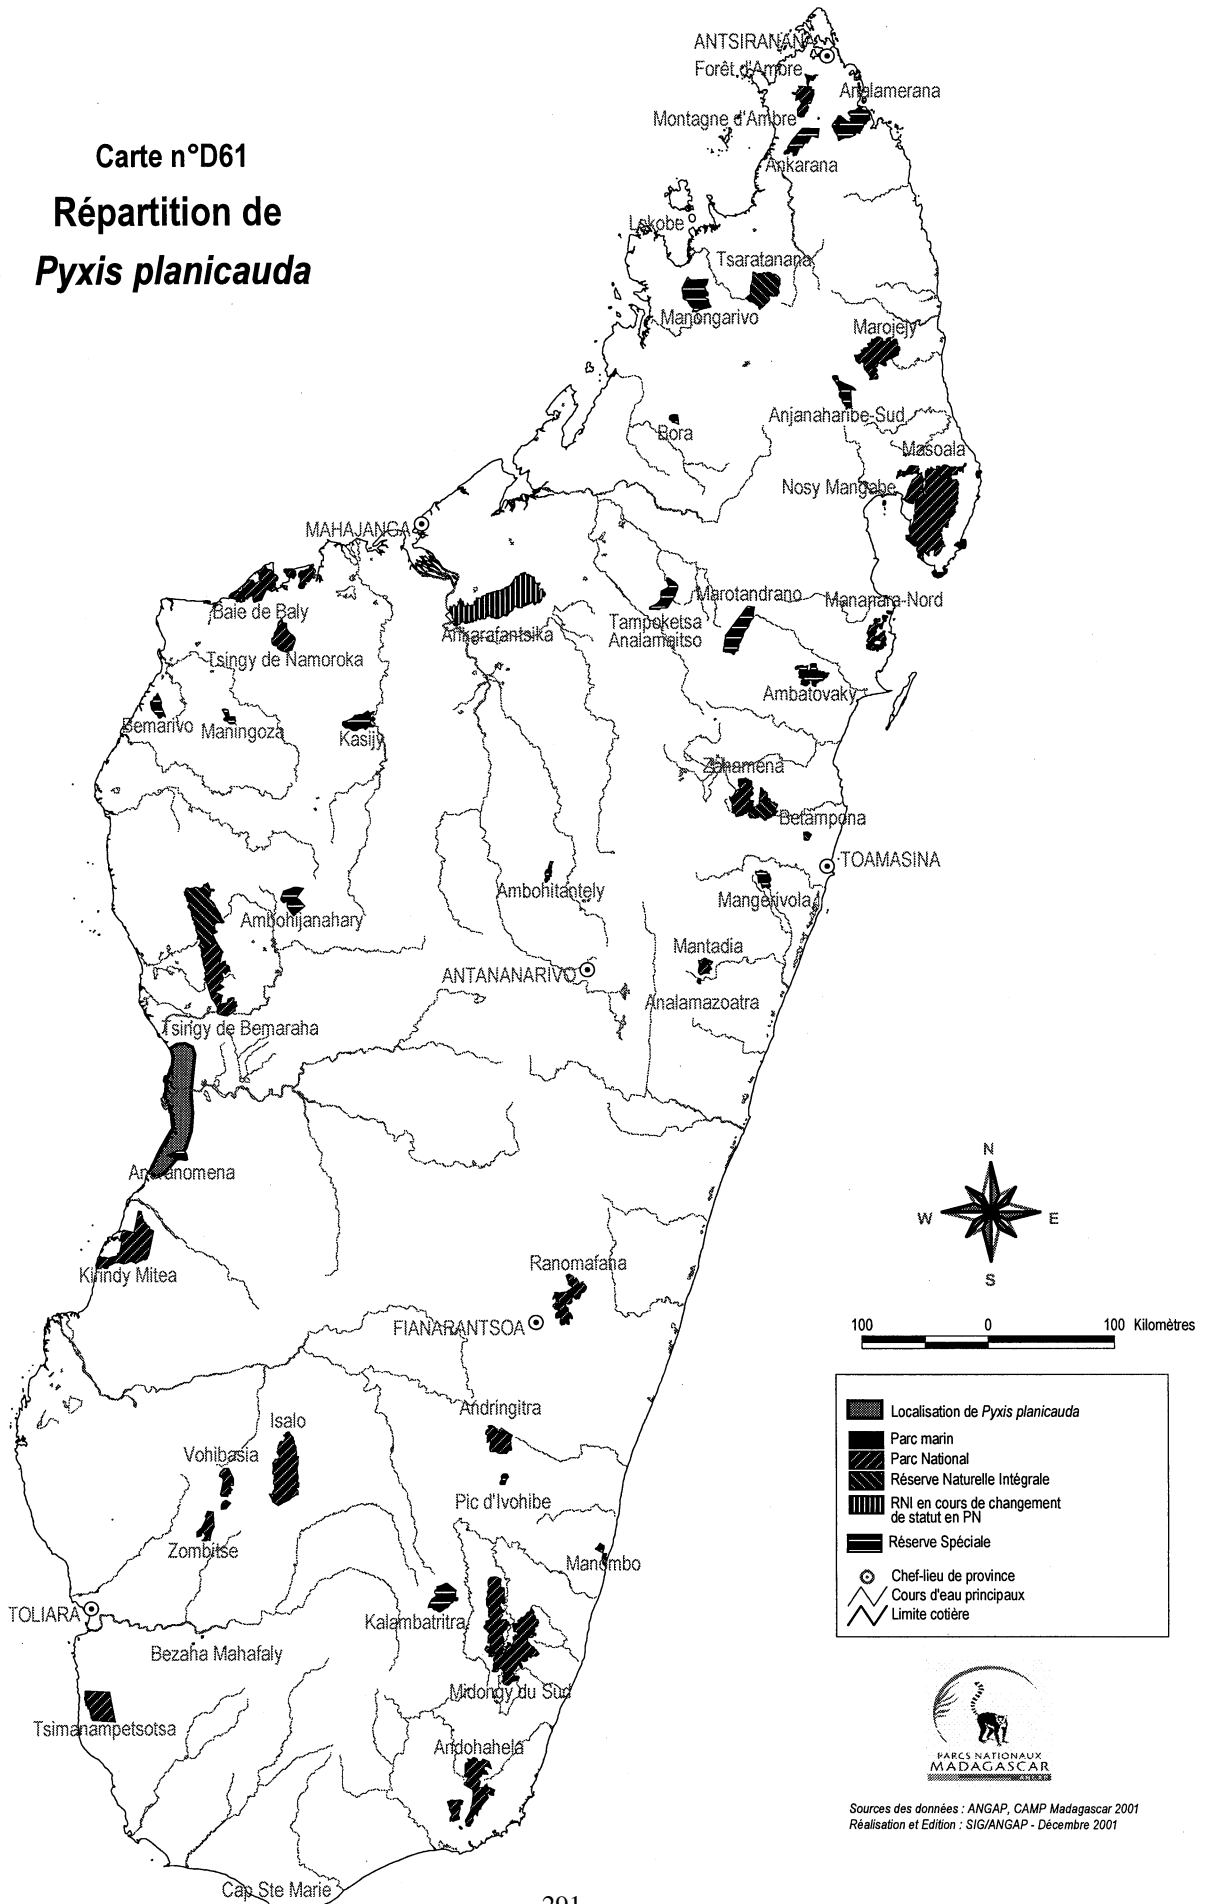 Carte n°D61
Répartition de
Pyxis planicauda
ANTSIRANANA
Forêt d'Ambre
Analamerana
Montagne d'Ambre
Ankarana
Lokobe
Tsaratanana
Manongarivo
Marojejy
Anjanaharibe-Sud
Bora
Masoala
Nosy Mangabe
MAHAJANGA
Baie de Baly
Ankarafantsika
Tampoketsa
Analamaitso
Marotandrano
Mananara-Nord
Tsingy de Namoroka
Ambatovaky
Bemarivo
Maningoza
Kasijy
Zahamena
Betampona
TOAMASINA
Ambohitantely
Mangerivola
Ambohijanahary
Mantadia
ANTANANARIVO
Analamazoatra
Tsingy de Bemaraha
Andranomena
Kirindy Mitea
Ranomafana
FIANARANTSOA
Andringitra
Isalo
Vohibasia
Pic d'Ivohibe
Zombitse
Manombo
TOLIARA
Kalambatritra
Bezaha Mahafaly
Midongy du Sud
Tsimanampetsotsa
Andohahela
Cap Ste Marie
N
W
E
S
100 0 100 Kilomètres
Localisation de Pyxis planicauda
Parc marin
Parc National
Réserve Naturelle Intégrale
RNI en cours de changement
de statut en PN
Réserve Spéciale
Chef-lieu de province
Cours d'eau principaux
Limite cotière
PARCS NATIONAUX
MADAGASCAR
ANGAP
Sources des données : ANGAP, CAMP Madagascar 2001
Réalisation et Edition : SIG/ANGAP - Décembre 2001
291